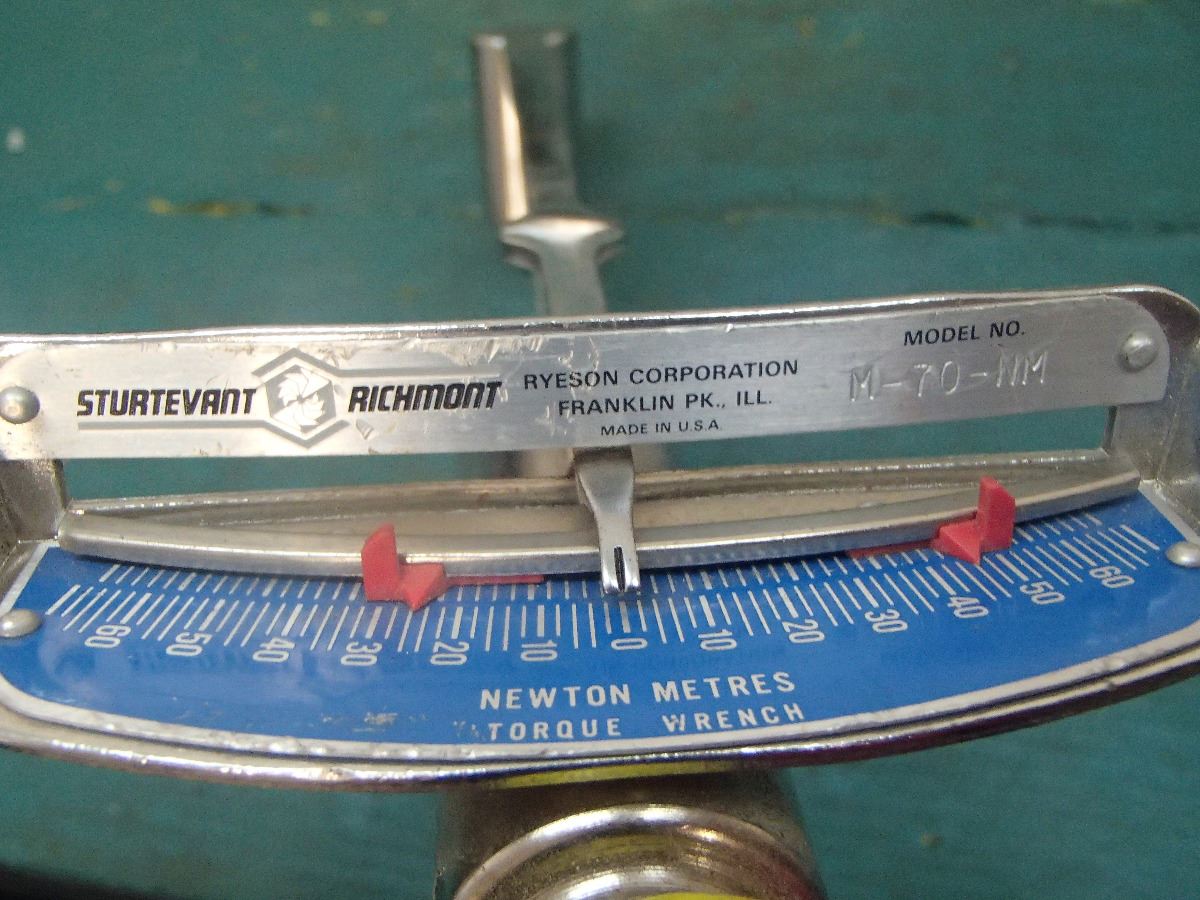 STURTEVANT RICHMONT
RYESON CORPORATION
FRANKLIN PK., ILL.
MADE IN U.S.A.
MODEL NO.
M-70-NM
60 50 40 30 20 10 0 10 20 30 40 50 60
NEWTON METRES
TORQUE WRENCH